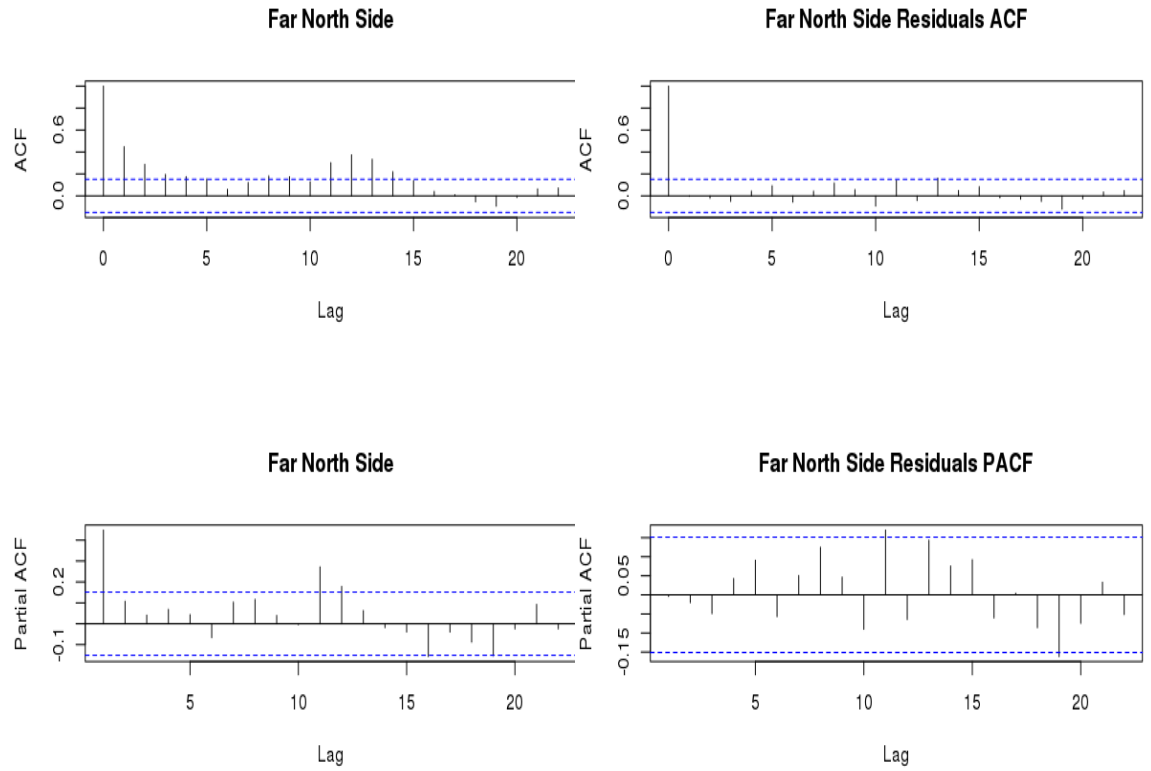 Far North Side
ACF
0.0 0.6
0 5 10 15 20
Lag
Far North Side Residuals ACF
ACF
0.0 0.6
0 5 10 15 20
Lag
Far North Side
Partial ACF
-0.1 0.2
5 10 15 20
Lag
Far North Side Residuals PACF
Partial ACF
-0.15 0.05
5 10 15 20
Lag